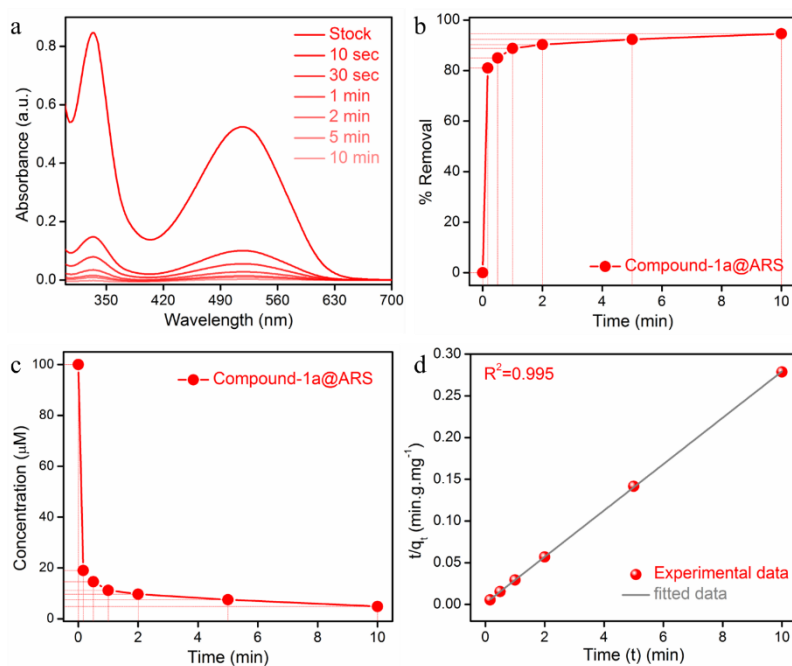 a
Stock
10 sec
30 sec
1 min
2 min
5 min
10 min
0.8
0.6
0.4
0.2
0.0
Absorbance (a.u.)
350 420 490 560 630 700
Wavelength (nm)
b
100
80
60
40
20
0
% Removal
Compound-1a@ARS
0 2 4 6 8 10
Time (min)
c
Compound-1a@ARS
100
80
60
40
20
0
Concentration (μM)
0 2 4 6 8 10
Time (min)
d
R²=0.995
0.30
0.25
0.20
0.15
0.10
0.05
0.00
t/qₜ (min.g.mg⁻¹)
Experimental data
fitted data
0 2 4 6 8 10
Time (t) (min)